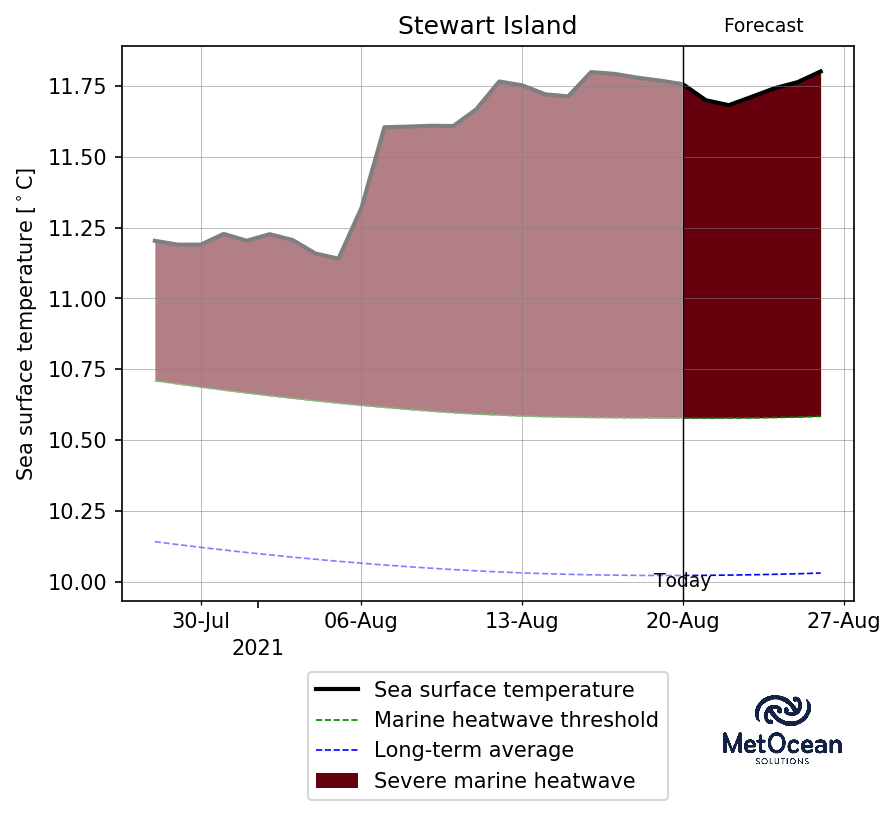 Stewart Island
Forecast
Sea surface temperature [°C]
11.75
11.50
11.25
11.00
10.75
10.50
10.25
10.00
Today
30-Jul 06-Aug 13-Aug 20-Aug 27-Aug
2021
Sea surface temperature
Marine heatwave threshold
Long-term average
Severe marine heatwave
MetOcean
SOLUTIONS